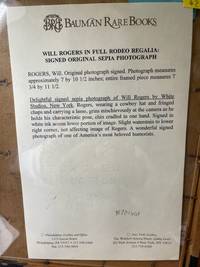 BAUMAN RARE BOOKS
WILL ROGERS IN FULL RODEO REGALIA:
SIGNED ORIGINAL SEPIA PHOTOGRAPH
ROGERS, Will. Original photograph signed. Photograph measures
approximately 7 by 10 1/2 inches; entire framed piece measures 7
3/4 by 11 1/2.
Delightful signed sepia photograph of Will Rogers by White
Studios, New York. Rogers, wearing a cowboy hat and fringed
chaps and carrying a lasso, grins mischievously at the camera as he
holds his characteristic pose, chin cradled in one hand. Signed in
white ink across lower portion of image. Slight waterstain to lower
right corner, not affecting image of Rogers. A wonderful signed
photograph of one of America's most beloved humorists.
Philadelphia
New York